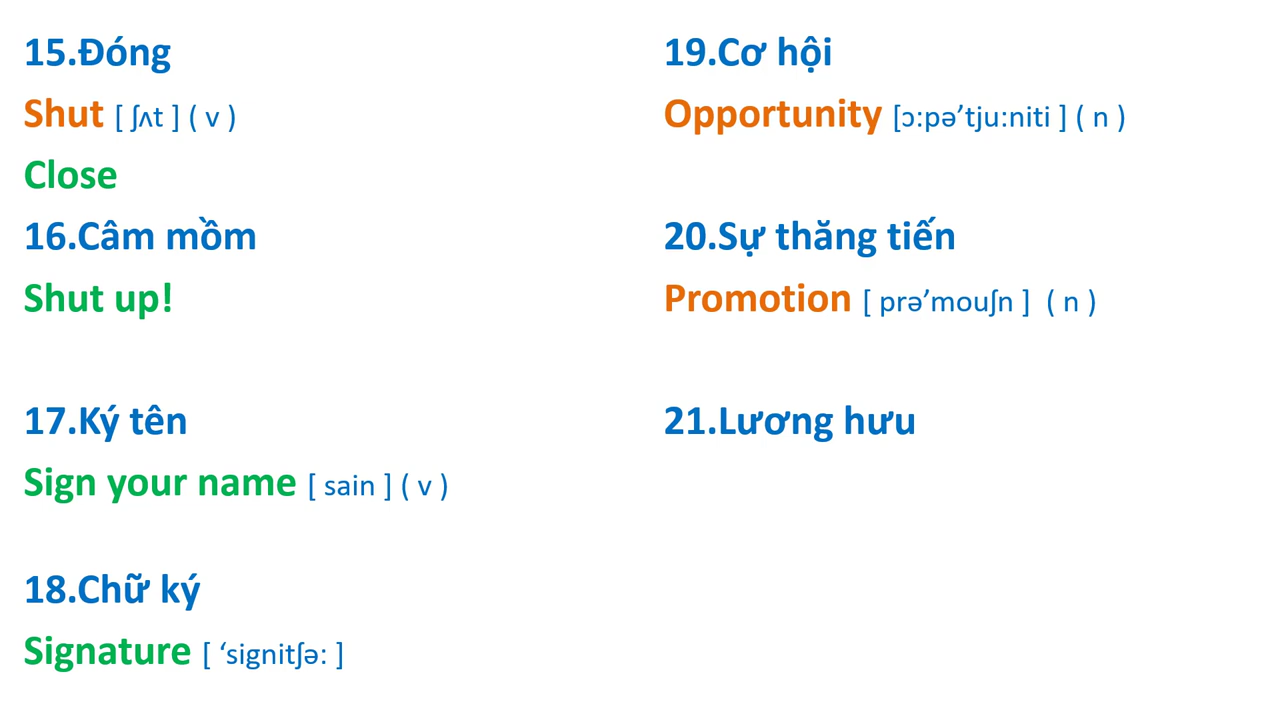 15.Đóng
Shut [ ʃʌt ] ( v )
Close
16.Câm mồm
Shut up!
17.Ký tên
Sign your name [ sain ] ( v )
18.Chữ ký
Signature [ ‘signitʃə: ]
19.Cơ hội
Opportunity [ɔ:pə’tju:niti ] ( n )
20.Sự thăng tiến
Promotion [ prə’mouʃn ]  ( n )
21.Lương hưu